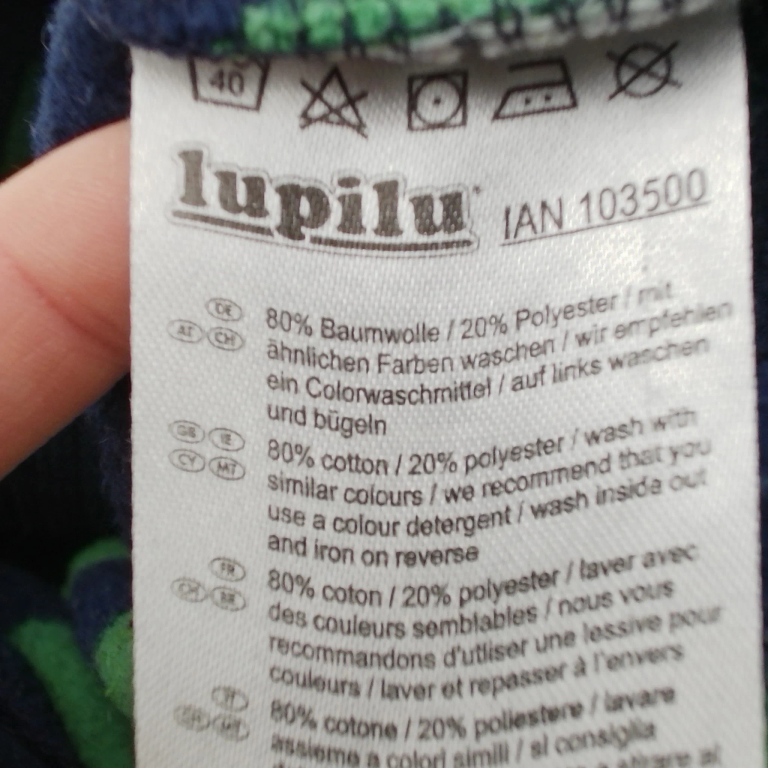 40
lupilu
IAN 103500
DE
AT CH
80% Baumwolle / 20% Polyester / mit
ähnlichen Farben waschen / wir empfehlen
ein Colorwaschmittel / auf links waschen
und bügeln
GB IE
CY MT
80% cotton / 20% polyester / wash with
similar colours / we recommend that you
use a colour detergent / wash inside out
and iron on reverse
FR
CH BE
80% coton / 20% polyester / laver avec
des couleurs semblables / nous vous
recommandons d'utliser une lessive pour
couleurs / laver et repasser à l'envers
IT
CH MT
80% cotone / 20% poliestere / lavare
assieme a colori simili / si consiglia